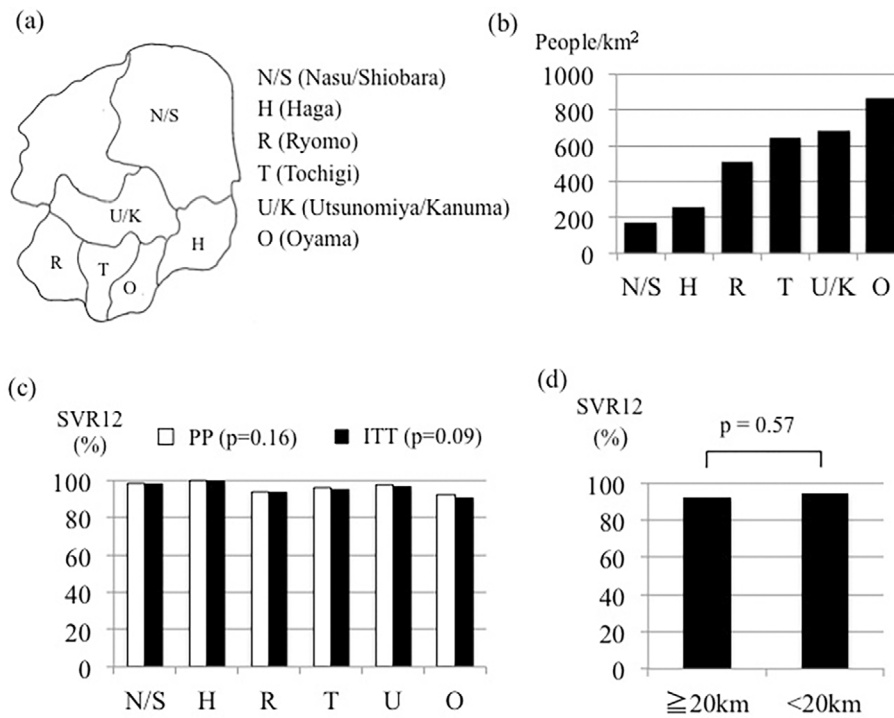 (a)
N/S
U/K
R
T
O
H
N/S (Nasu/Shiobara)
H (Haga)
R (Ryomo)
T (Tochigi)
U/K (Utsunomiya/Kanuma)
O (Oyama)
(b)
People/km²
1000
800
600
400
200
0
N/S H R T U/K O
(c)
SVR12
(%)
PP (p=0.16) ITT (p=0.09)
100
80
60
40
20
0
N/S H R T U O
(d)
SVR12
(%)
p = 0.57
100
80
60
40
20
0
≧20km <20km